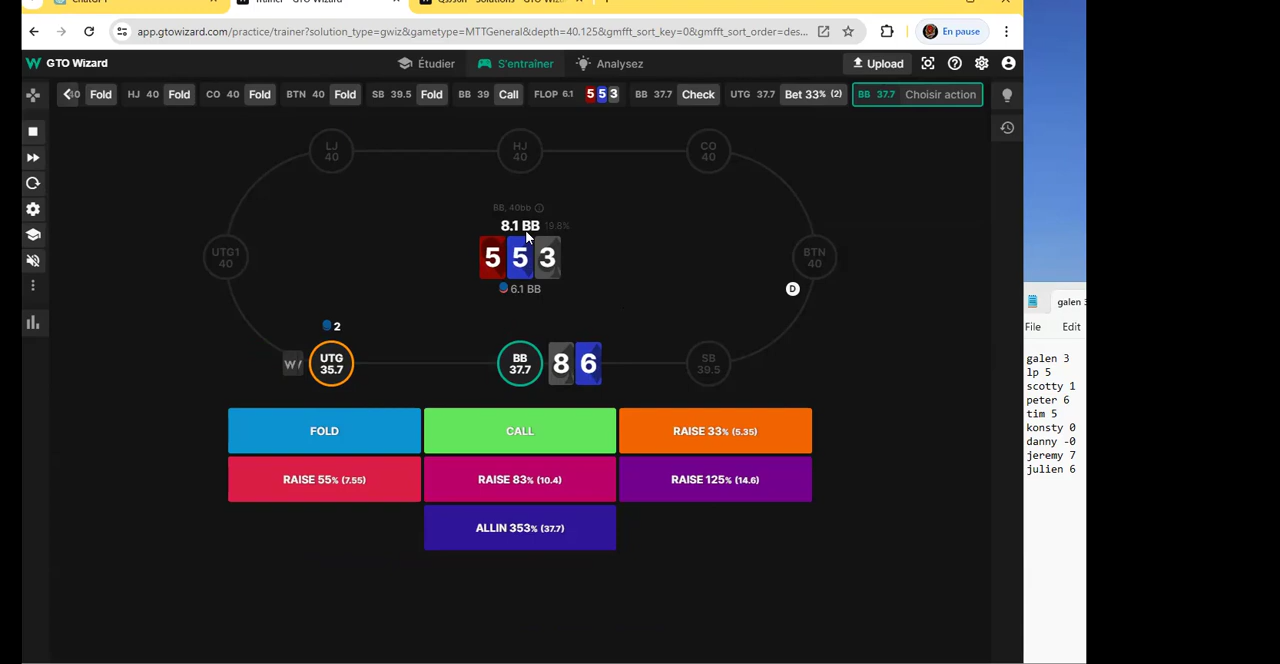 app.gtowizard.com/practice/trainer?solution_type=gwiz&gametype=MTTGeneral&depth=40.125&gmfft_sort_key=0&gmfft_sort_order=des...
En pause
GTO Wizard
Étudier
S'entraîner
Analysez
Upload
Fold
HJ 40 Fold
CO 40 Fold
BTN 40 Fold
SB 39.5 Fold
BB 39 Call
FLOP 6.1 5 5 3
BB 37.7 Check
UTG 37.7 Bet 33% (2)
BB 37.7 Choisir action
LJ
40
HJ
40
CO
40
BB, 40bb
8.1 BB 19.8%
UTG1
40
5 5 3
BTN
40
6.1 BB
D
2
UTG
35.7
BB
37.7
8 6
SB
39.5
FOLD
CALL
RAISE 33% (5.35)
RAISE 55% (7.55)
RAISE 83% (10.4)
RAISE 125% (14.6)
ALLIN 353% (37.7)
galen 3
File Edit
galen 3
lp 5
scotty 1
peter 6
tim 5
konsty 0
danny -0
jeremy 7
julien 6